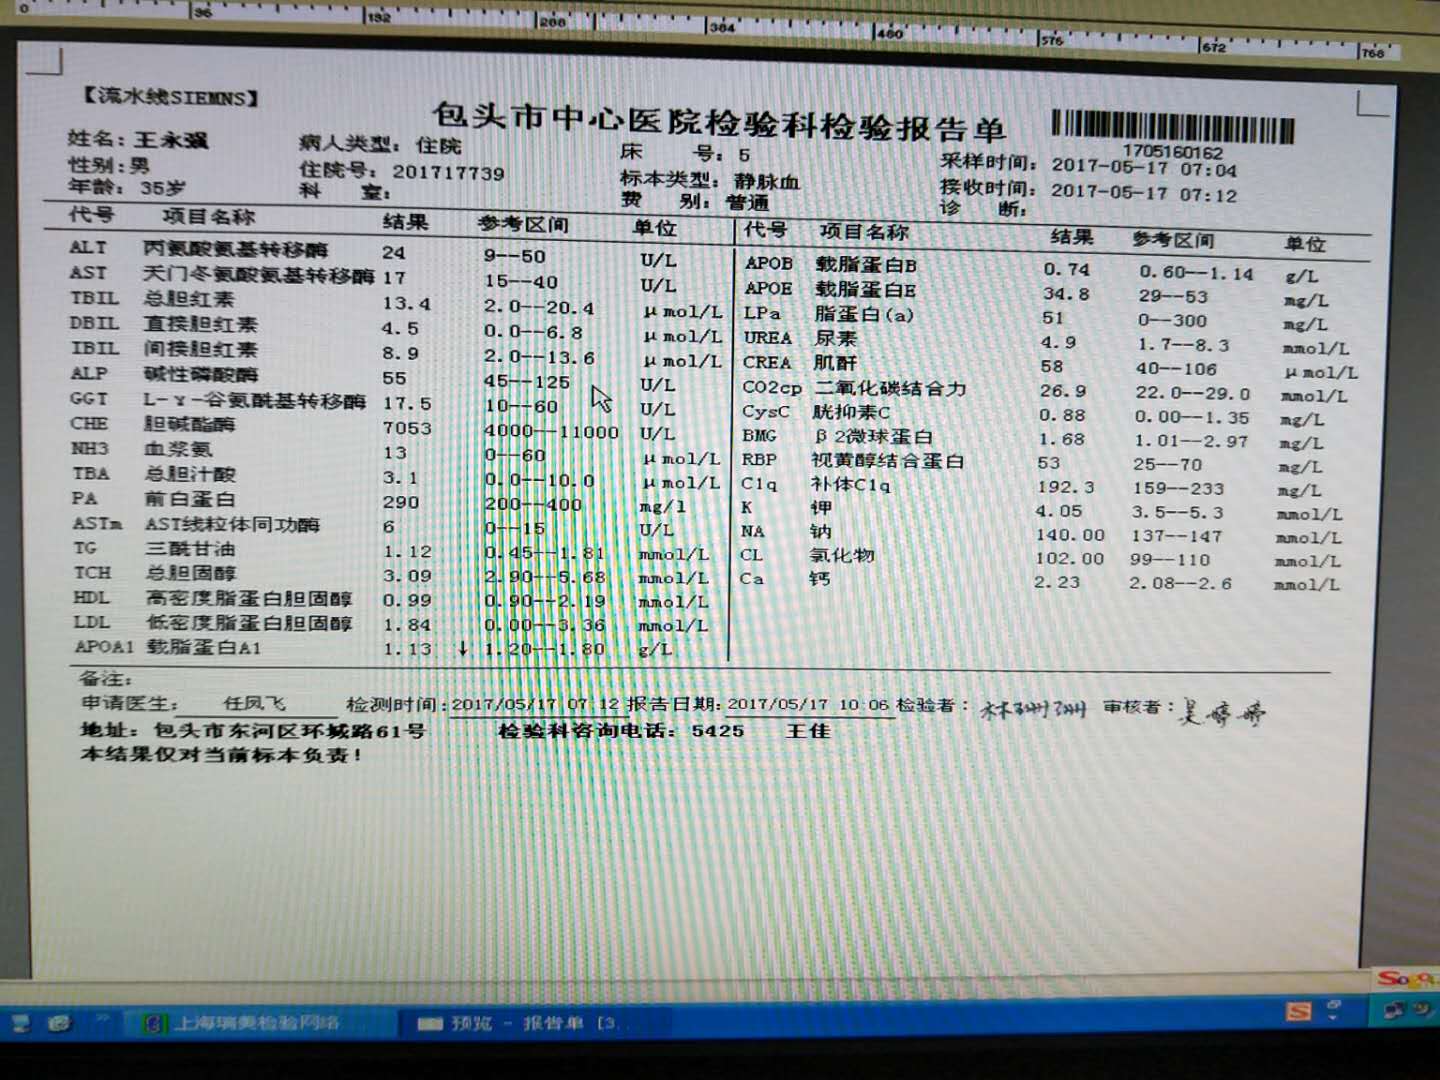 0 96 192 288 384 480 576 672 768
【流水线SIEMNS】
包头市中心医院检验科检验报告单
1705160162
姓名：王永强 病人类型：住院 床 号：5 采样时间：2017-05-17 07:04
性别：男 住院号：201717739 标本类型：静脉血 接收时间：2017-05-17 07:12
年龄：35岁 科 室： 费 别：普通 诊 断：
代号 项目名称 结果 参考区间 单位
ALT 丙氨酸氨基转移酶 24 9--50 U/L
AST 天门冬氨酸氨基转移酶 17 15--40 U/L
TBIL 总胆红素 13.4 2.0--20.4 μmol/L
DBIL 直接胆红素 4.5 0.0--6.8 μmol/L
IBIL 间接胆红素 8.9 2.0--13.6 μmol/L
ALP 碱性磷酸酶 55 45--125 U/L
GGT L-γ-谷氨酰基转移酶 17.5 10--60 U/L
CHE 胆碱酯酶 7053 4000--11000 U/L
NH3 血浆氨 13 0--60 μmol/L
TBA 总胆汁酸 3.1 0.0--10.0 μmol/L
PA 前白蛋白 290 200--400 mg/l
ASTm AST线粒体同功酶 6 0--15 U/L
TG 三酰甘油 1.12 0.45--1.81 mmol/L
TCH 总胆固醇 3.09 2.90--5.68 mmol/L
HDL 高密度脂蛋白胆固醇 0.99 0.90--2.19 mmol/L
LDL 低密度脂蛋白胆固醇 1.84 0.00--3.36 mmol/L
APOA1 载脂蛋白A1 1.13 ↓ 1.20--1.80 g/L
代号 项目名称 结果 参考区间 单位
APOB 载脂蛋白B 0.74 0.60--1.14 g/L
APOE 载脂蛋白E 34.8 29--53 mg/L
LPa 脂蛋白(a) 51 0--300 mg/L
UREA 尿素 4.9 1.7--8.3 mmol/L
CREA 肌酐 58 40--106 μmol/L
CO2cp 二氧化碳结合力 26.9 22.0--29.0 mmol/L
CysC 胱抑素C 0.88 0.00--1.35 mg/L
BMG β2微球蛋白 1.68 1.01--2.97 mg/L
RBP 视黄醇结合蛋白 53 25--70 mg/L
C1q 补体C1q 192.3 159--233 mg/L
K 钾 4.05 3.5--5.3 mmol/L
NA 钠 140.00 137--147 mmol/L
CL 氯化物 102.00 99--110 mmol/L
Ca 钙 2.23 2.08--2.6 mmol/L
备注：
申请医生： 任凤飞 检测时间：2017/05/17 07:12 报告日期：2017/05/17 10:06 检验者： 审核者：吴婷婷
地址：包头市东河区环城路61号 检验科咨询电话：5425 王佳
本结果仅对当前标本负责！
上海瑞美检验网络 预览 - 报告单 [3...